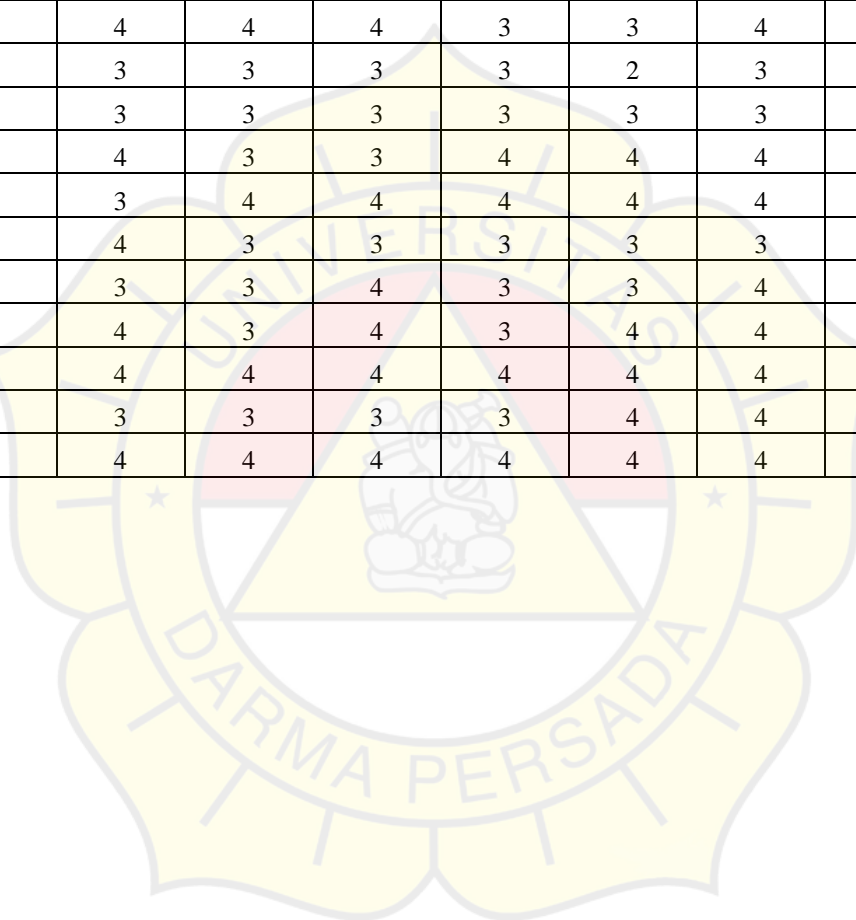 4 4 4 3 3 4
3 3 3 3 2 3
3 3 3 3 3 3
4 3 3 4 4 4
3 4 4 4 4 4
4 3 3 3 3 3
3 3 4 3 3 4
4 3 4 3 4 4
4 4 4 4 4 4
3 3 3 3 4 4
4 4 4 4 4 4
UNIVERSITAS
DARMA PERSADA